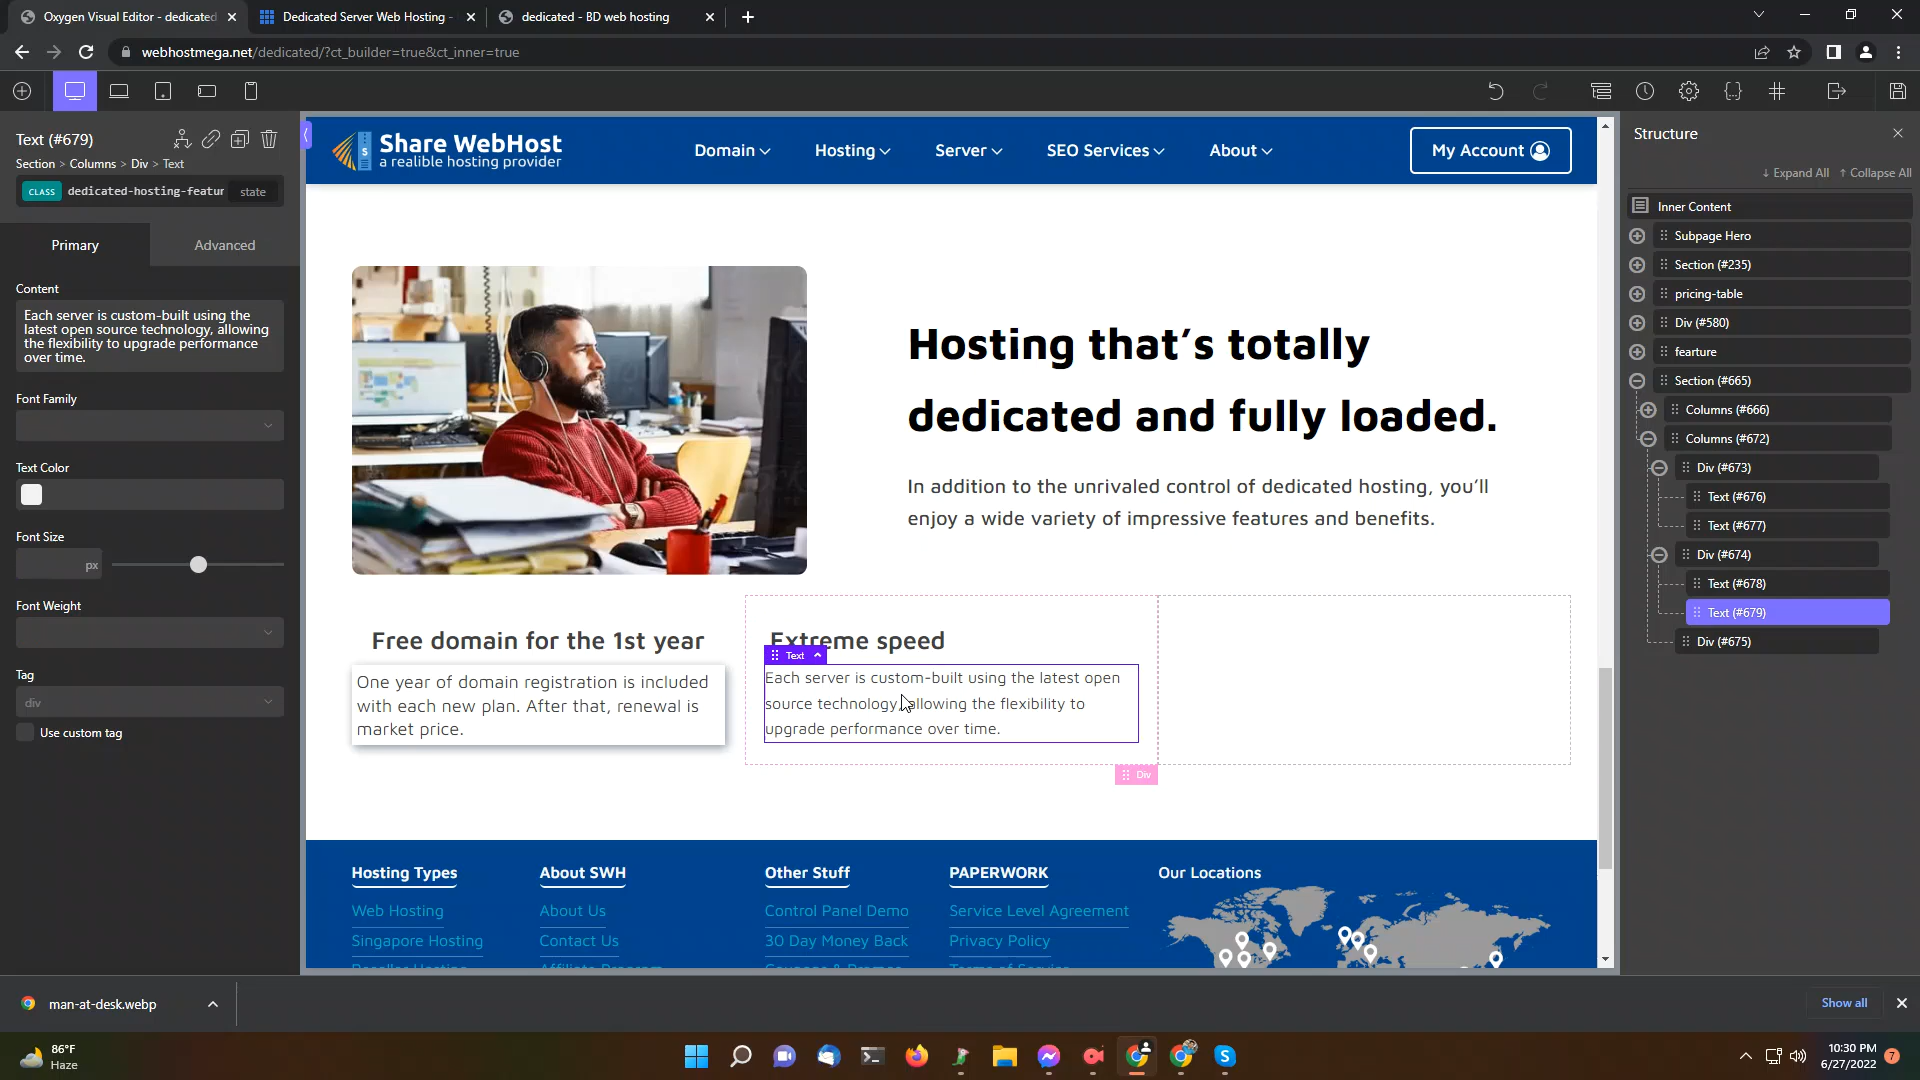 Oxygen Visual Editor - dedicated
Dedicated Server Web Hosting -
dedicated - BD web hosting
webhostmega.net/dedicated/?ct_builder=true&ct_inner=true
Text (#679)
Section > Columns > Div > Text
CLASS dedicated-hosting-featur state
Primary
Advanced
Content
Each server is custom-built using the
latest open source technology, allowing
the flexibility to upgrade performance
over time.
Font Family
Text Color
Font Size
px
Font Weight
Tag
div
Use custom tag
Share WebHost
a realible hosting provider
Domain
Hosting
Server
SEO Services
About
My Account
Hosting that's totally
dedicated and fully loaded.
In addition to the unrivaled control of dedicated hosting, you'll
enjoy a wide variety of impressive features and benefits.
Free domain for the 1st year
One year of domain registration is included
with each new plan. After that, renewal is
market price.
Extreme speed
Text
Each server is custom-built using the latest open
source technology, allowing the flexibility to
upgrade performance over time.
Div
Hosting Types
Web Hosting
Singapore Hosting
About SWH
About Us
Contact Us
Other Stuff
Control Panel Demo
30 Day Money Back
PAPERWORK
Service Level Agreement
Privacy Policy
Our Locations
Structure
Expand All
Collapse All
Inner Content
Subpage Hero
Section (#235)
pricing-table
Div (#580)
fearture
Section (#665)
Columns (#666)
Columns (#672)
Div (#673)
Text (#676)
Text (#677)
Div (#674)
Text (#678)
Text (#679)
Div (#675)
man-at-desk.webp
Show all
86°F
Haze
10:30 PM
6/27/2022
7